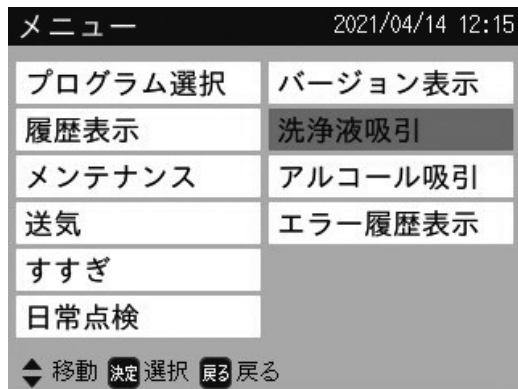 メニュー 2021/04/14 12:15
プログラム選択
履歴表示
メンテナンス
送気
すすぎ
日常点検
バージョン表示
洗浄液吸引
アルコール吸引
エラー履歴表示
移動 決定 選択 戻る 戻る